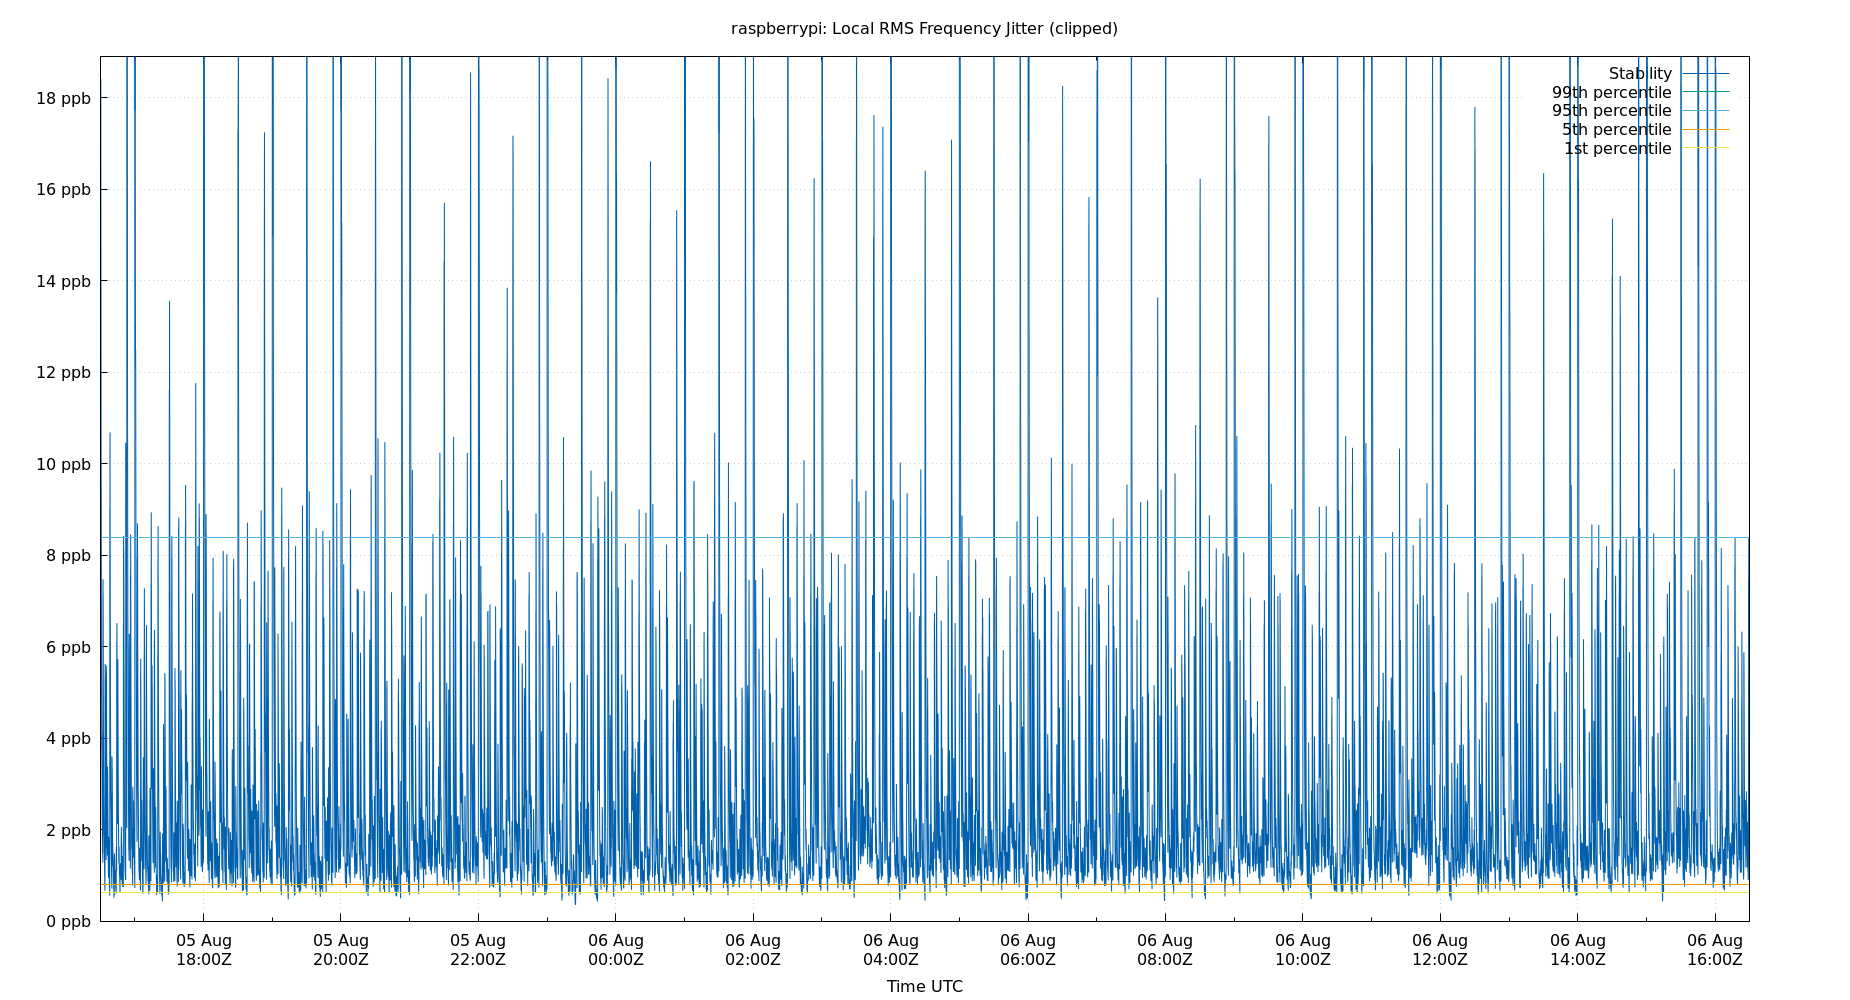 raspberrypi: Local RMS Frequency Jitter (clipped)
Stability
99th percentile
95th percentile
5th percentile
1st percentile
18 ppb
16 ppb
14 ppb
12 ppb
10 ppb
8 ppb
6 ppb
4 ppb
2 ppb
0 ppb
05 Aug 05 Aug 05 Aug 06 Aug 06 Aug 06 Aug 06 Aug 06 Aug 06 Aug 06 Aug 06 Aug 06 Aug
18:00Z 20:00Z 22:00Z 00:00Z 02:00Z 04:00Z 06:00Z 08:00Z 10:00Z 12:00Z 14:00Z 16:00Z
Time UTC